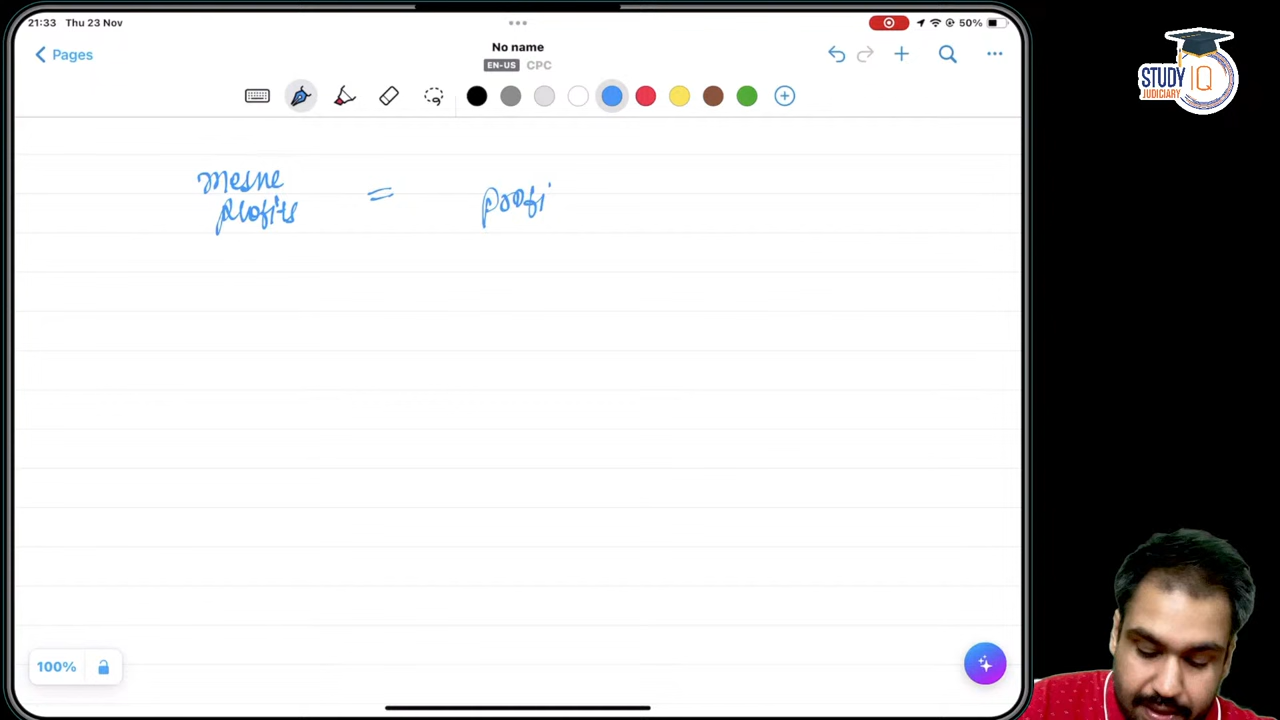 21:33 Thu 23 Nov
50%
Pages
No name
EN-US CPC
mesne
profits
=
profi
100%
STUDY IQ
JUDICIARY